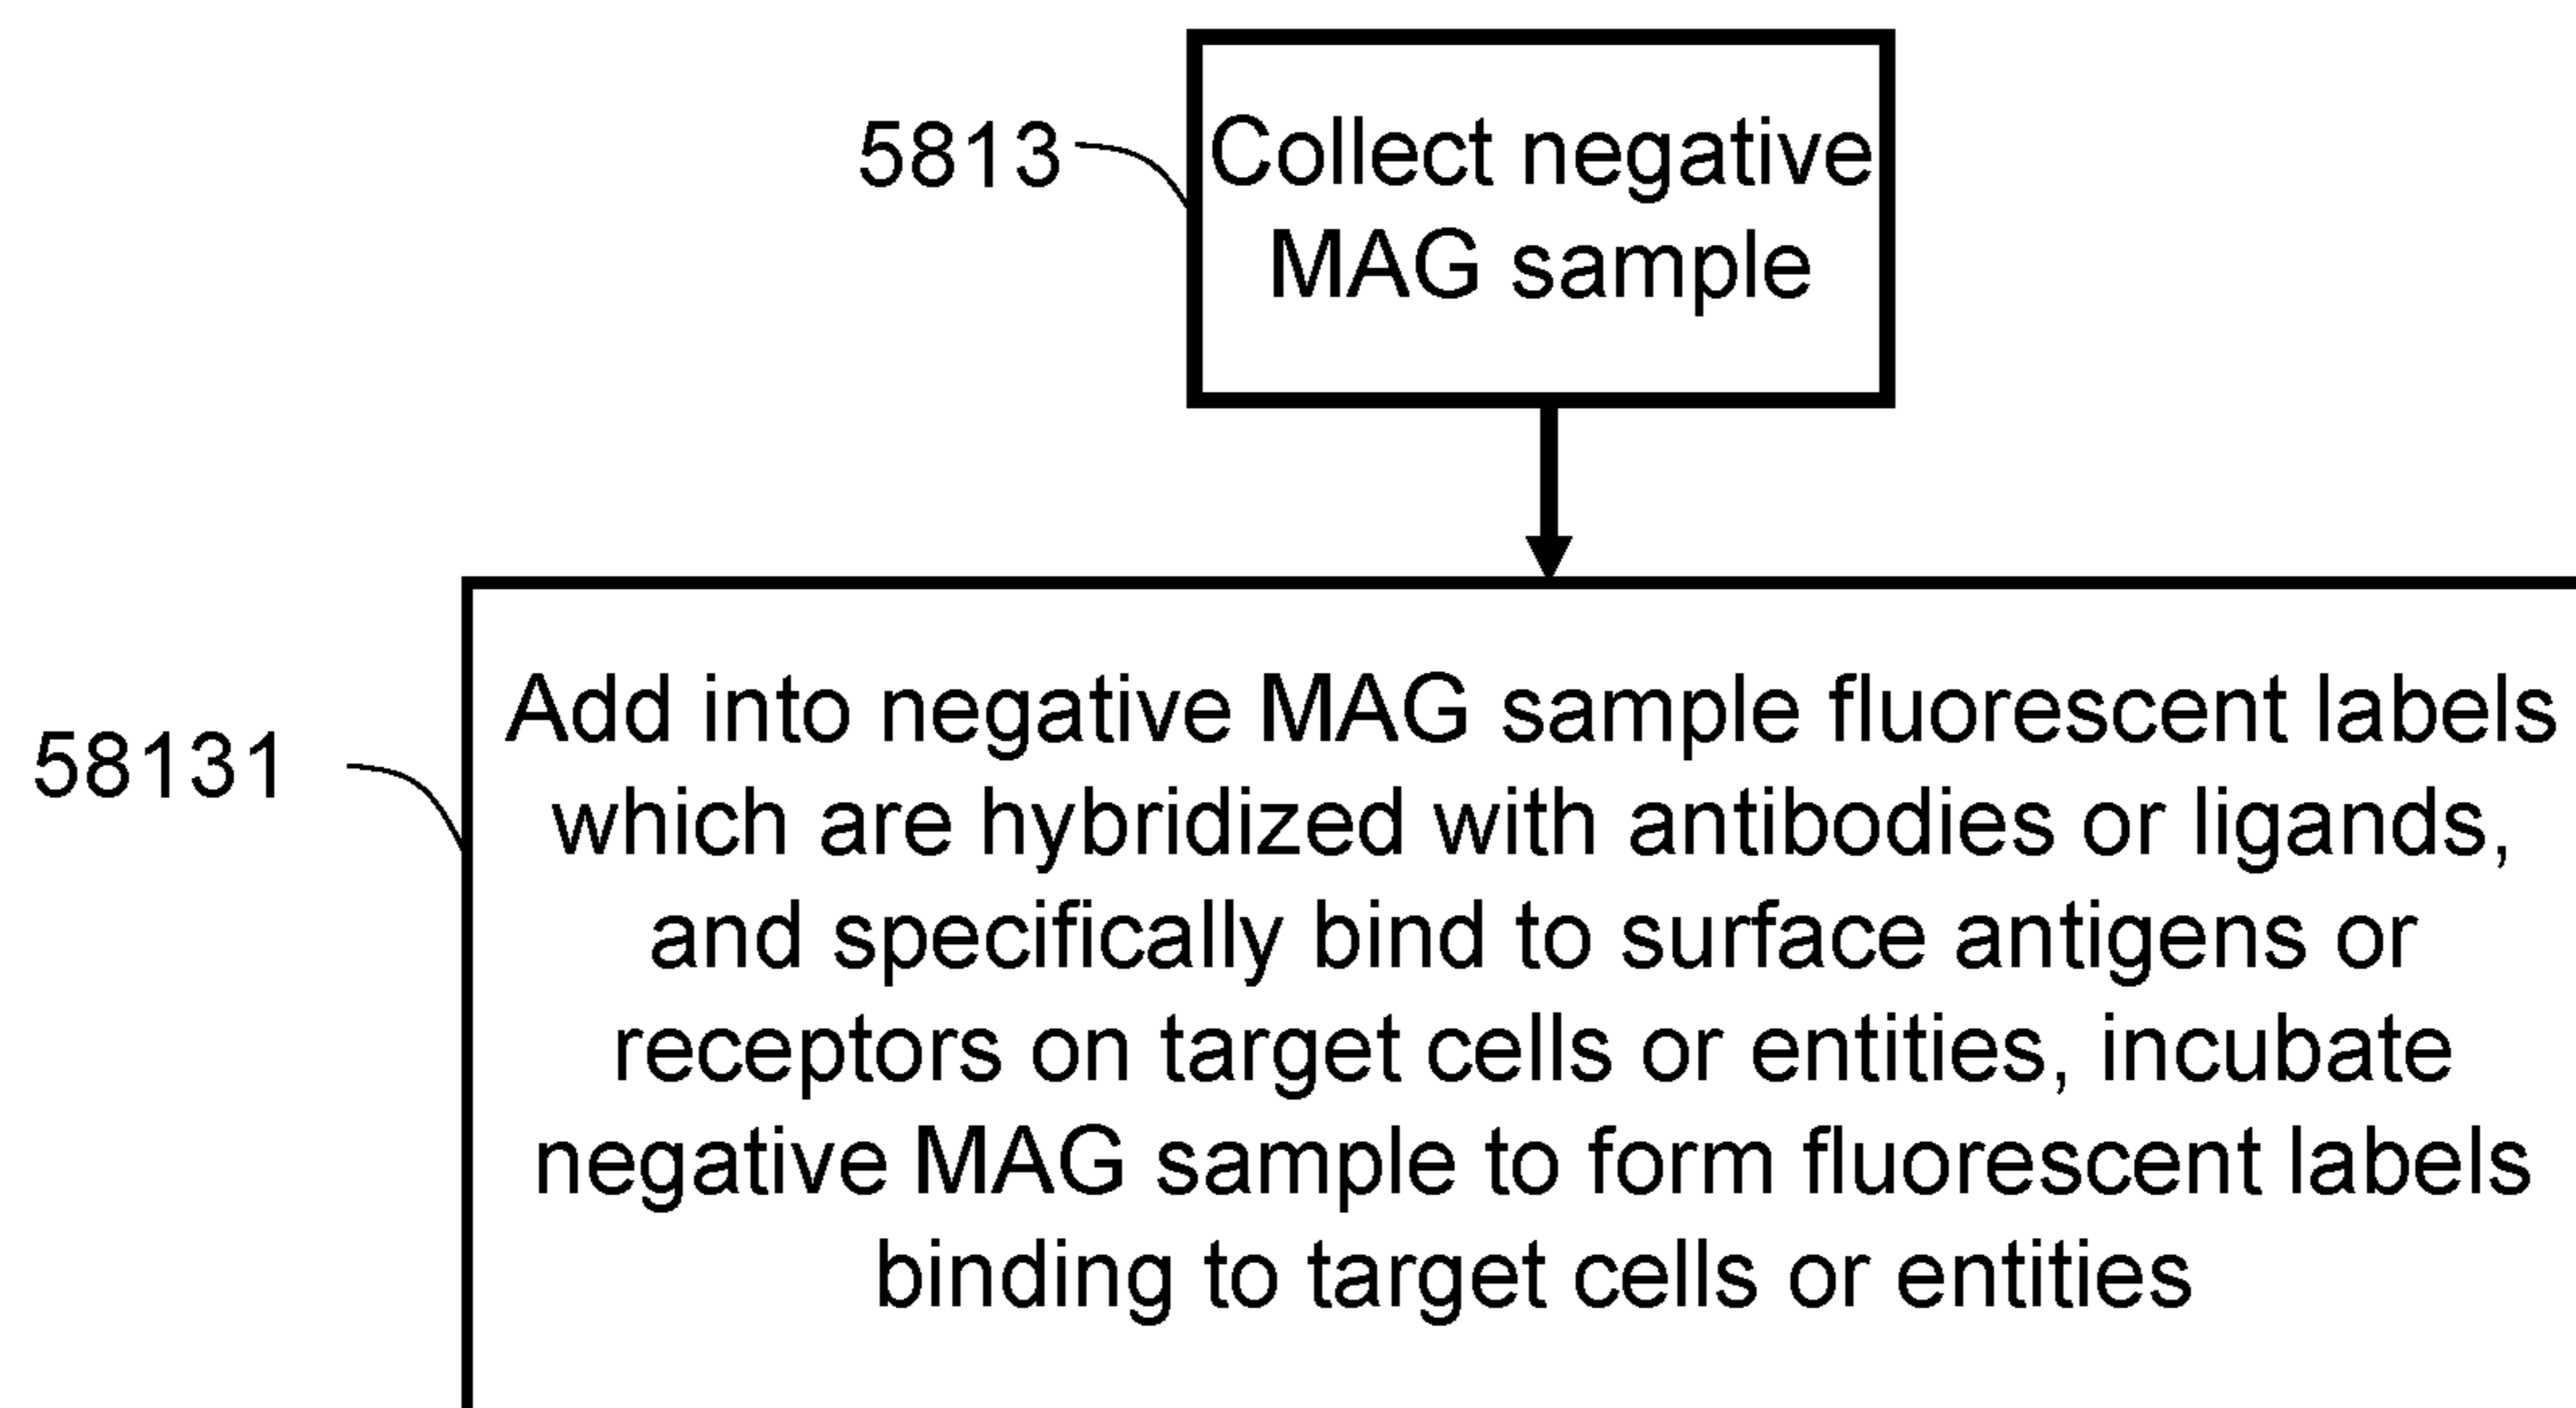 5813
Collect negative
MAG sample
58131
Add into negative MAG sample fluorescent labels
which are hybridized with antibodies or ligands,
and specifically bind to surface antigens or
receptors on target cells or entities, incubate
negative MAG sample to form fluorescent labels
binding to target cells or entities